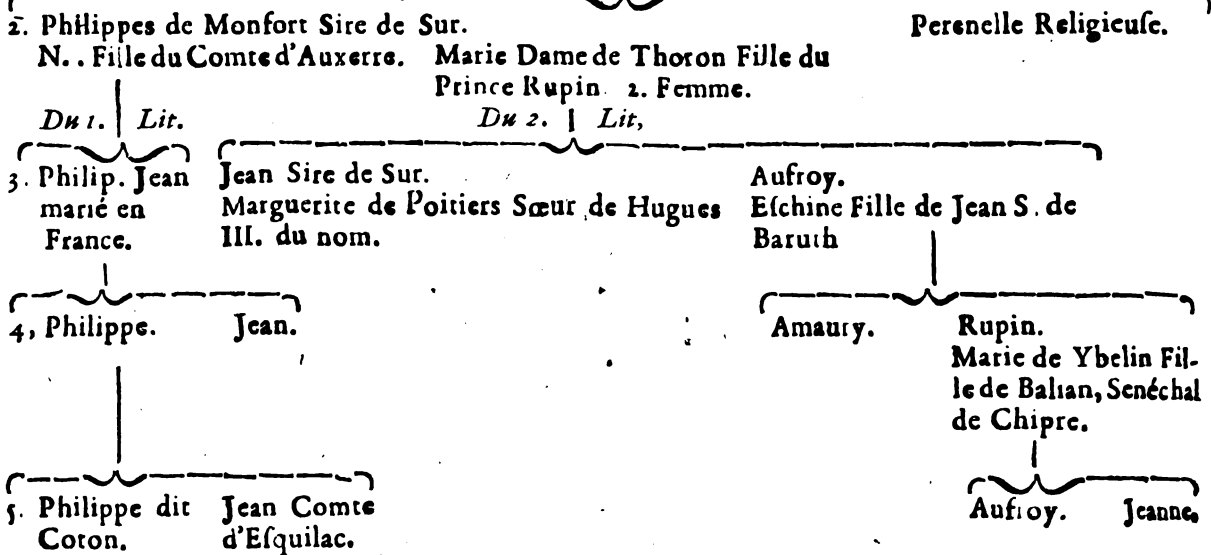 2. Philippes de Monfort Sire de Sur.
N. . Fille du Comte d'Auxerre.
Marie Dame de Thoron Fille du
Prince Rupin. 2. Femme.
Perenelle Religieuſe.
Du 1. Lit.
Du 2. Lit,
3. Philip. Jean
marié en
France.
Jean Sire de Sur.
Marguerite de Poitiers Sœur de Hugues
III. du nom.
Aufroy.
Eſchine Fille de Jean S. de
Baruth
4, Philippe. Jean.
Amaury.
Rupin.
Marie de Ybelin Fil-
le de Balian, Senéchal
de Chipre.
5. Philippe dit
Coton.
Jean Comte
d'Eſquilac.
Aufroy. Jeanne.